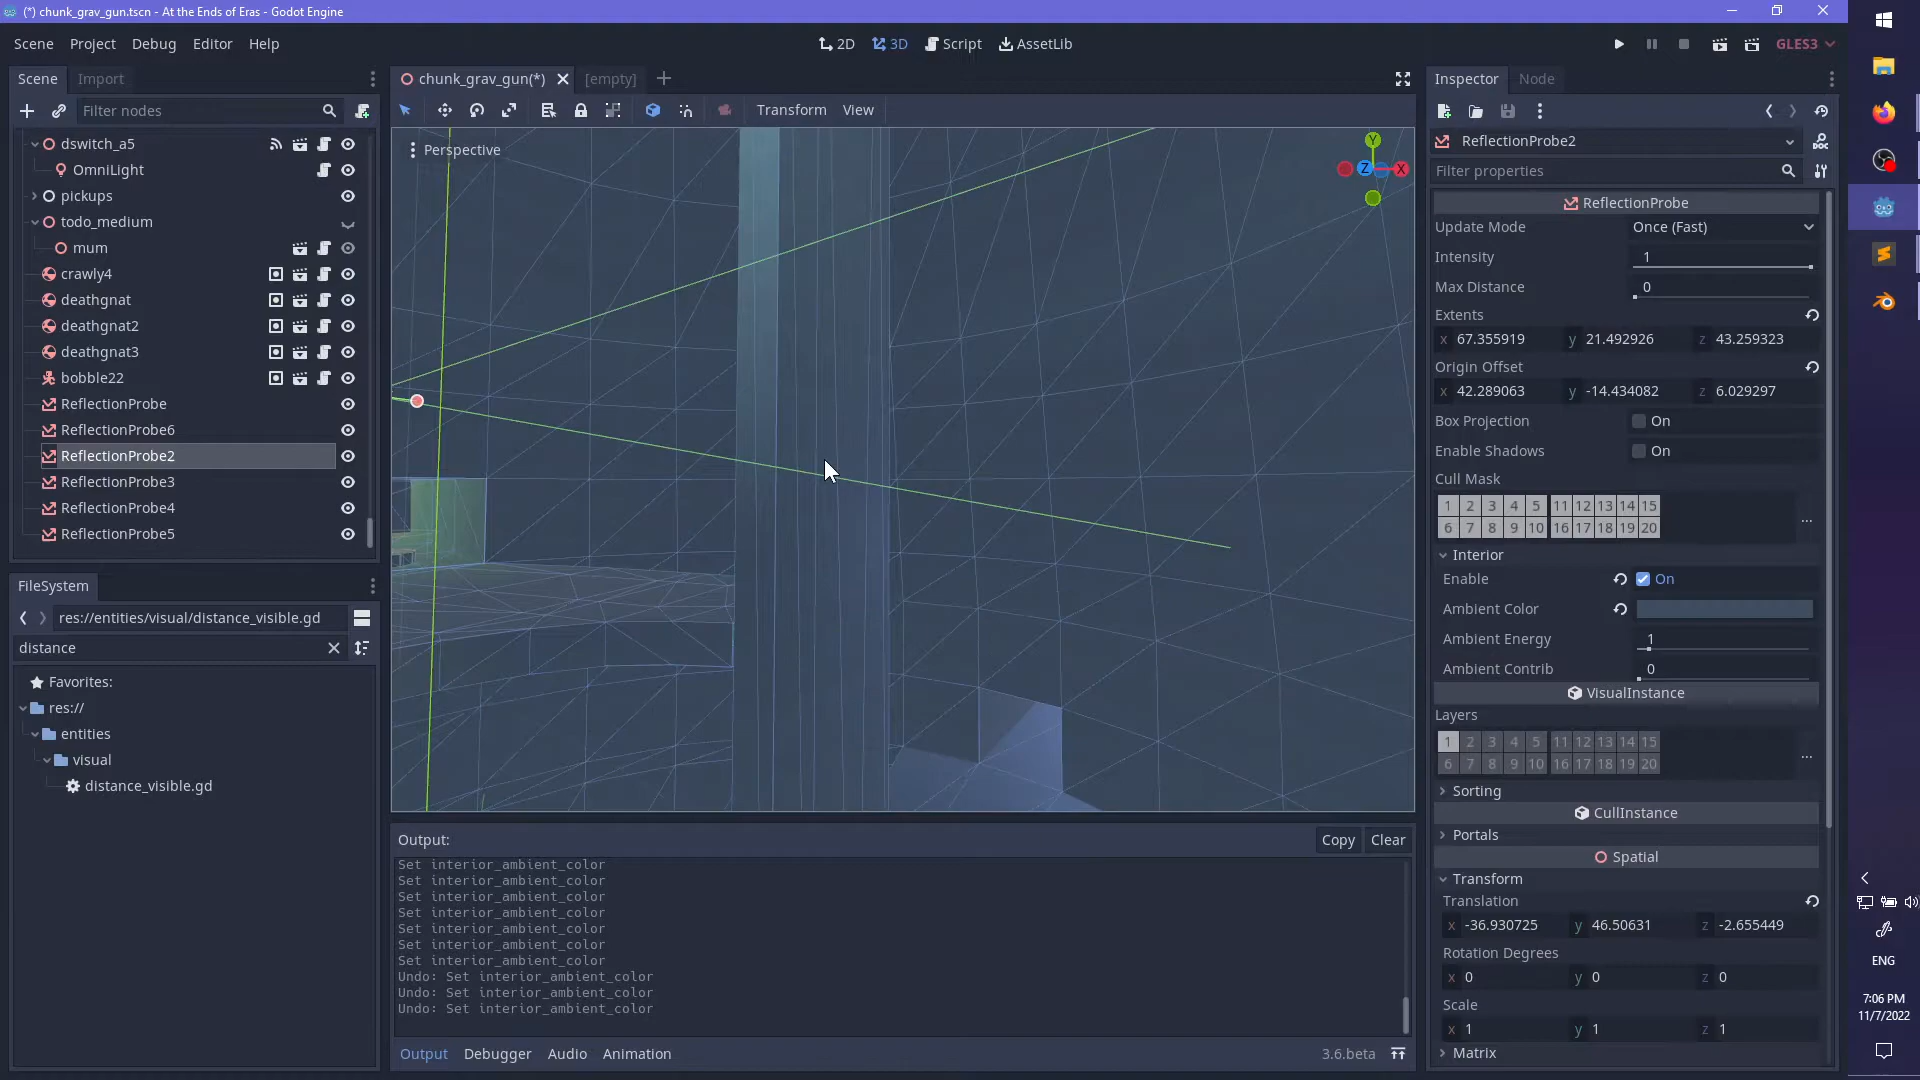 (*) chunk_grav_gun.tscn - At the Ends of Eras - Godot Engine
Scene Project Debug Editor Help
2D 3D Script AssetLib
GLES3
Scene Import
Filter nodes
dswitch_a5
OmniLight
pickups
todo_medium
mum
crawly4
deathgnat
deathgnat2
deathgnat3
bobble22
ReflectionProbe
ReflectionProbe6
ReflectionProbe2
ReflectionProbe3
ReflectionProbe4
ReflectionProbe5
FileSystem
res://entities/visual/distance_visible.gd
distance
Favorites:
res://
entities
visual
distance_visible.gd
chunk_grav_gun(*) [empty]
Transform View
Perspective
Y
Z X
Output: Copy Clear
Set interior_ambient_color
Set interior_ambient_color
Set interior_ambient_color
Set interior_ambient_color
Set interior_ambient_color
Set interior_ambient_color
Set interior_ambient_color
Undo: Set interior_ambient_color
Undo: Set interior_ambient_color
Undo: Set interior_ambient_color
Output Debugger Audio Animation 3.6.beta
Inspector Node
ReflectionProbe2
Filter properties
ReflectionProbe
Update Mode Once (Fast)
Intensity 1
Max Distance 0
Extents
x 67.355919 y 21.492926 z 43.259323
Origin Offset
x 42.289063 y -14.434082 z 6.029297
Box Projection On
Enable Shadows On
Cull Mask
1 2 3 4 5 11 12 13 14 15
6 7 8 9 10 16 17 18 19 20
...
Interior
Enable On
Ambient Color
Ambient Energy 1
Ambient Contrib 0
VisualInstance
Layers
1 2 3 4 5 11 12 13 14 15
6 7 8 9 10 16 17 18 19 20
...
Sorting
CullInstance
Portals
Spatial
Transform
Translation
x -36.930725 y 46.50631 z -2.655449
Rotation Degrees
x 0 y 0 z 0
Scale
x 1 y 1 z 1
Matrix
ENG
7:06 PM
11/7/2022